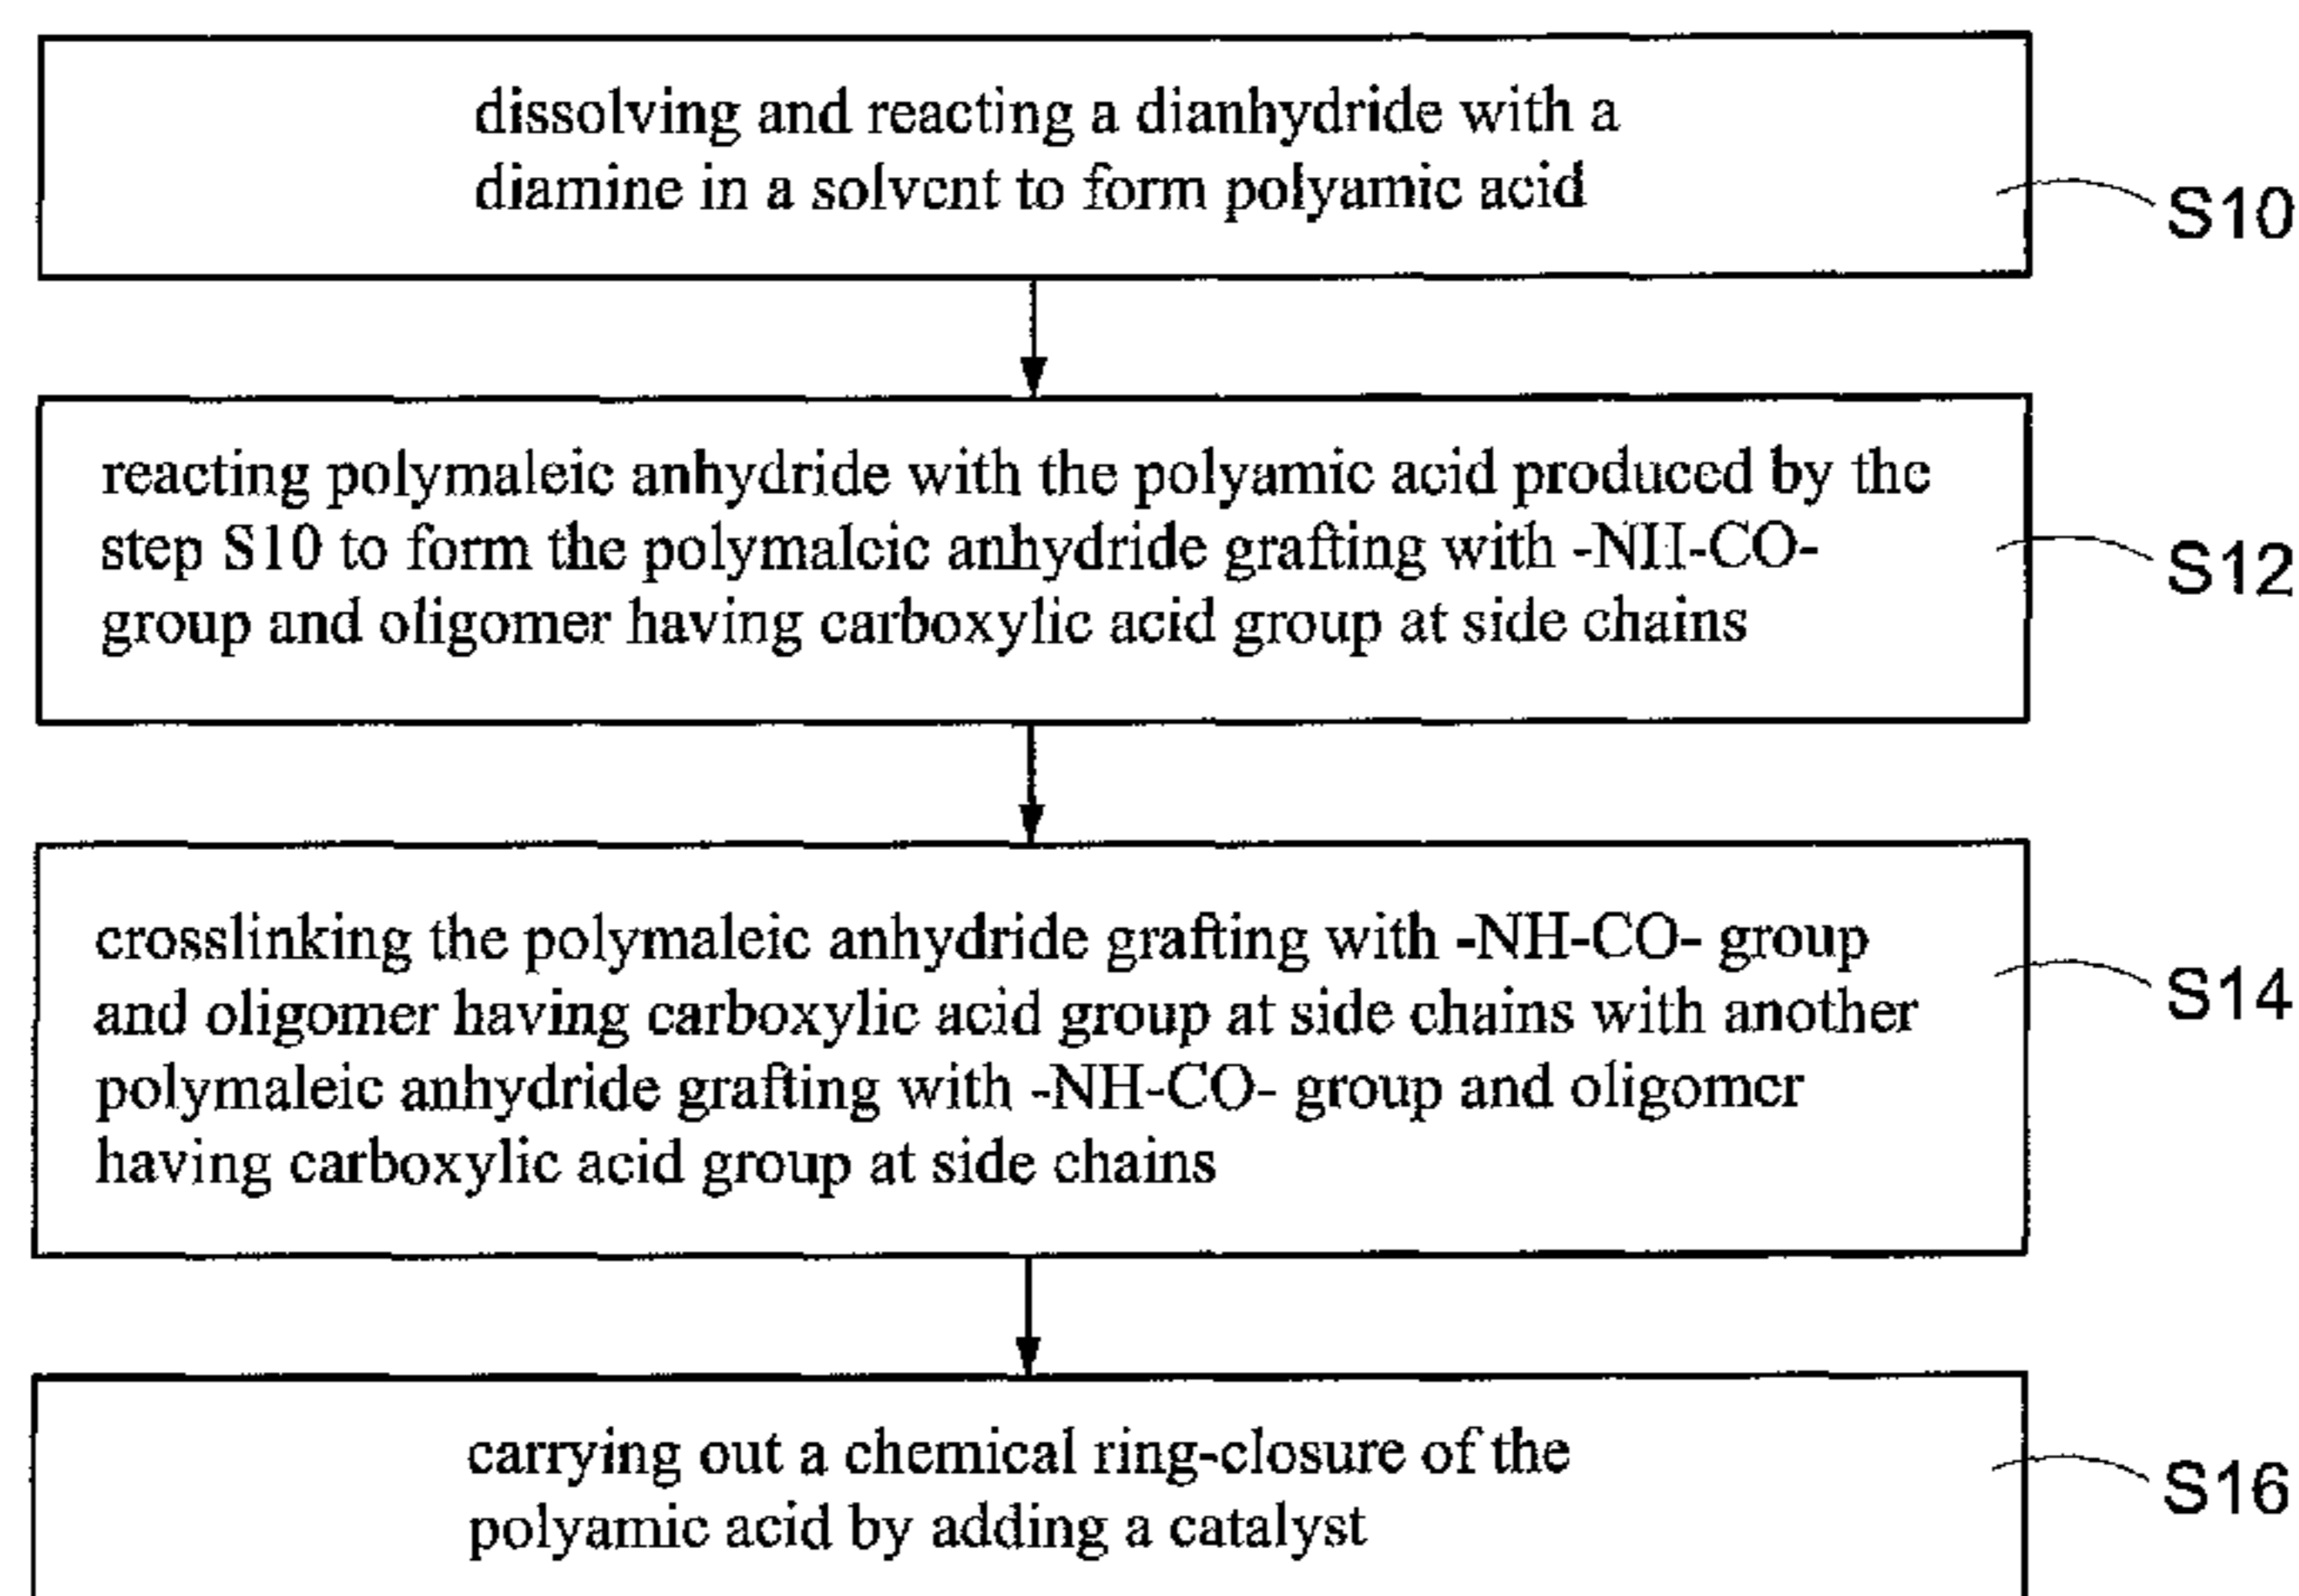 dissolving and reacting a dianhydride with a
diamine in a solvent to form polyamic acid
S10
reacting polymaleic anhydride with the polyamic acid produced by the
step S10 to form the polymaleic anhydride grafting with -NH-CO-
group and oligomer having carboxylic acid group at side chains
S12
crosslinking the polymaleic anhydride grafting with -NH-CO- group
and oligomer having carboxylic acid group at side chains with another
polymaleic anhydride grafting with -NH-CO- group and oligomer
having carboxylic acid group at side chains
S14
carrying out a chemical ring-closure of the
polyamic acid by adding a catalyst
S16